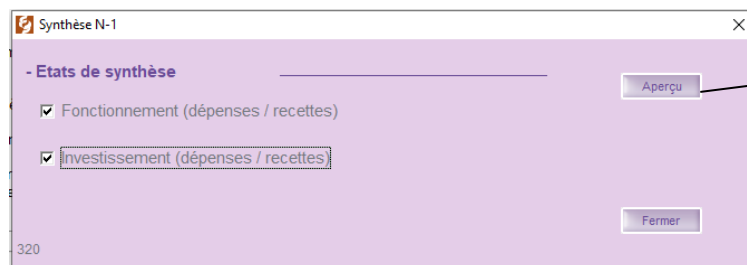 Synthèse N-1
- Etats de synthèse
Aperçu
Fonctionnement (dépenses / recettes)
Investissement (dépenses / recettes)
Fermer
320